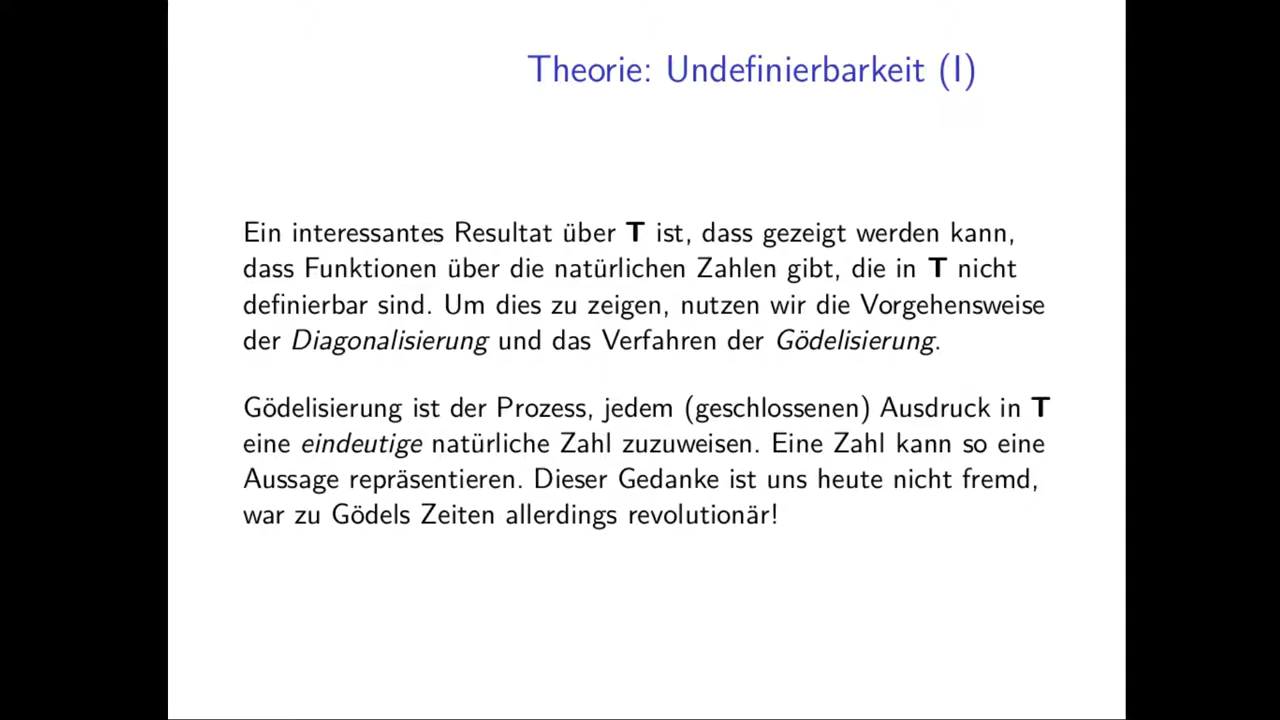 Theorie: Undefinierbarkeit (I)
Ein interessantes Resultat über T ist, dass gezeigt werden kann,
dass Funktionen über die natürlichen Zahlen gibt, die in T nicht
definierbar sind. Um dies zu zeigen, nutzen wir die Vorgehensweise
der Diagonalisierung und das Verfahren der Gödelisierung.
Gödelisierung ist der Prozess, jedem (geschlossenen) Ausdruck in T
eine eindeutige natürliche Zahl zuzuweisen. Eine Zahl kann so eine
Aussage repräsentieren. Dieser Gedanke ist uns heute nicht fremd,
war zu Gödels Zeiten allerdings revolutionär!